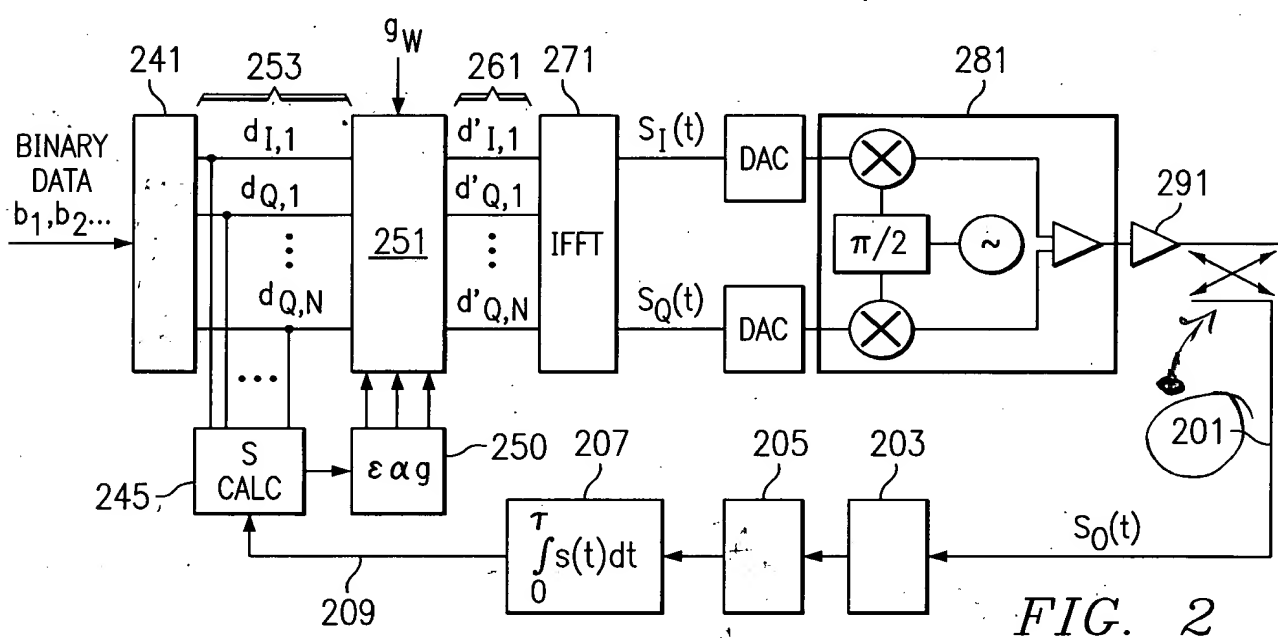 g_W
241
253
261
271
281
BINARY
DATA
b_1,b_2...
d_I,1
d_Q,1
d_Q,N
251
d'_I,1
d'_Q,1
d'_Q,N
IFFT
S_I(t)
S_Q(t)
DAC
DAC
π/2
~
291
S
CALC
245
ε α g
250
207
τ
∫s(t)dt
0
209
205
203
201
S_O(t)
FIG. 2